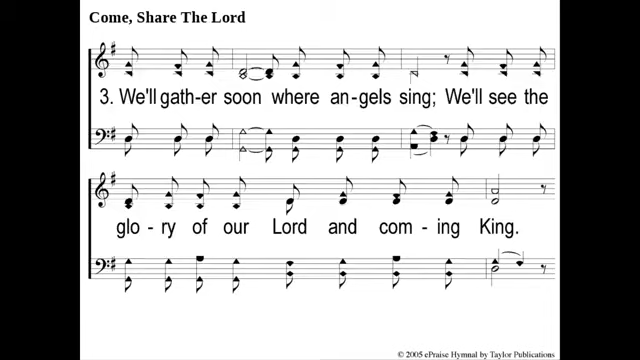 Come, Share The Lord
3. We'll gath-er soon where an-gels sing; We'll see the
glo - ry of our Lord and com - ing King.
© 2005 ePraise Hymnal by Taylor Publications